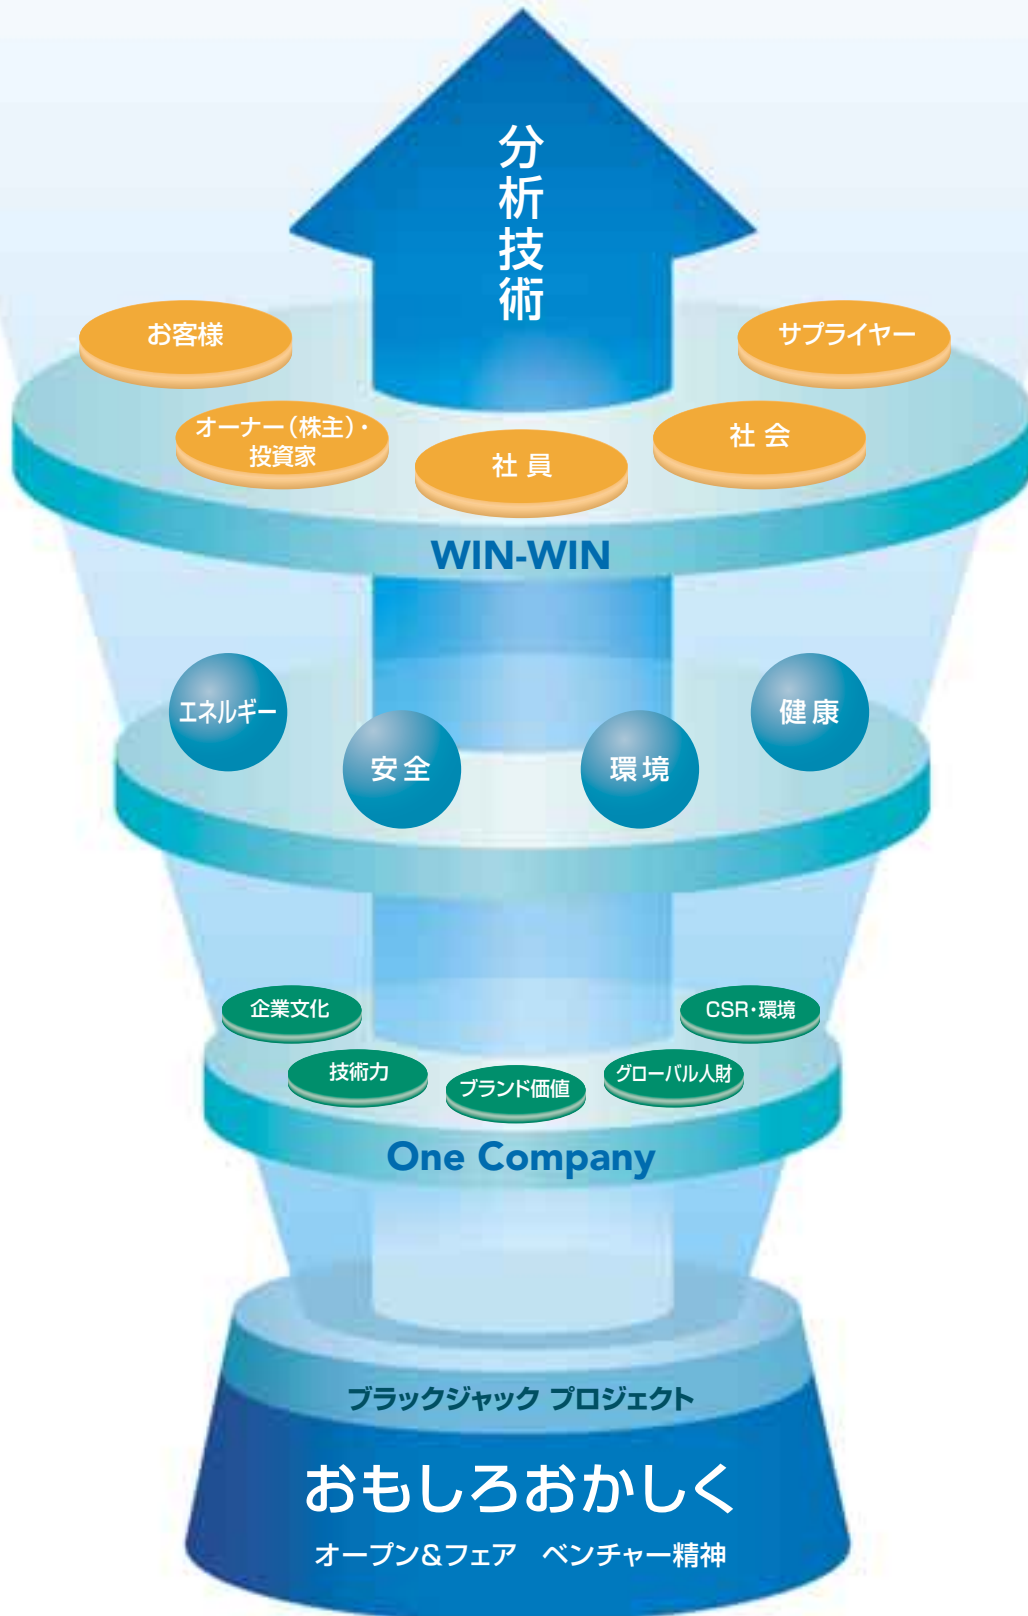 分析技術
お客様
サプライヤー
オーナー(株主)・
投資家
社員
社会
WIN-WIN
エネルギー
安全
環境
健康
企業文化
CSR・環境
技術力
ブランド価値
グローバル人財
One Company
ブラックジャック プロジェクト
おもしろおかしく
オープン&フェア ベンチャー精神